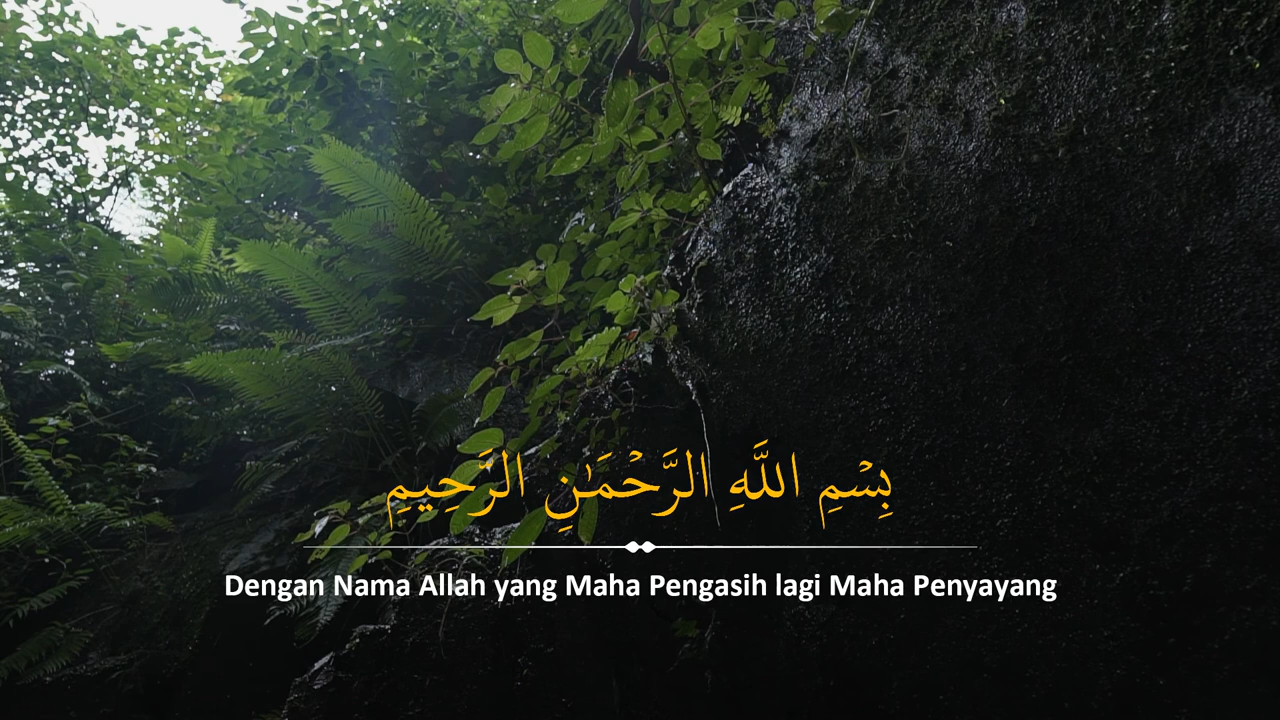 بِسْمِ اللَّهِ الرَّحْمَٰنِ الرَّحِيمِ
Dengan Nama Allah yang Maha Pengasih lagi Maha Penyayang